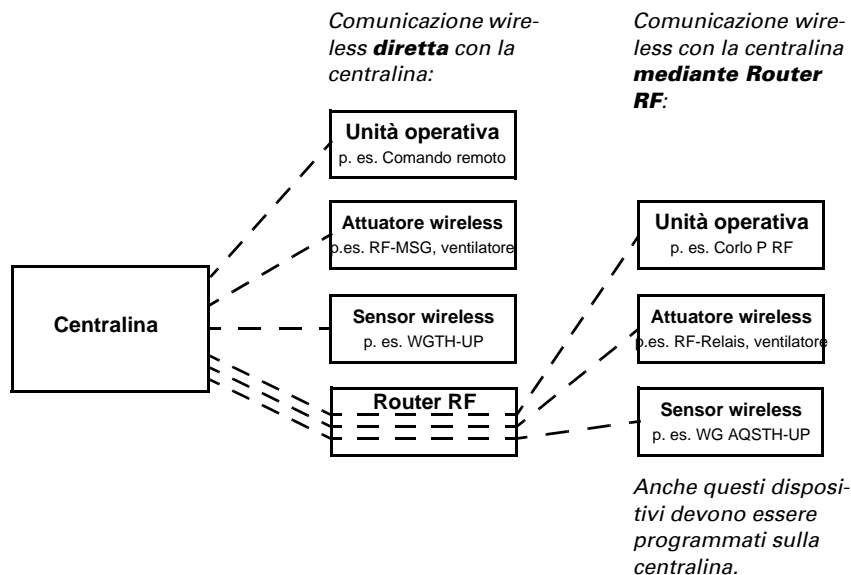 Comunicazione wire-
less diretta con la
centralina:
Comunicazione wire-
less con la centralina
mediante Router
RF:
Unità operativa
p. es. Comando remoto
Attuatore wireless
p.es. RF-MSG, ventilatore
Centralina
Sensor wireless
p. es. WGTH-UP
Router RF
Unità operativa
p. es. Corlo P RF
Attuatore wireless
p.es. RF-Relais, ventilatore
Sensor wireless
p. es. WG AQSTH-UP
Anche questi disposi-
tivi devono essere
programmati sulla
centralina.